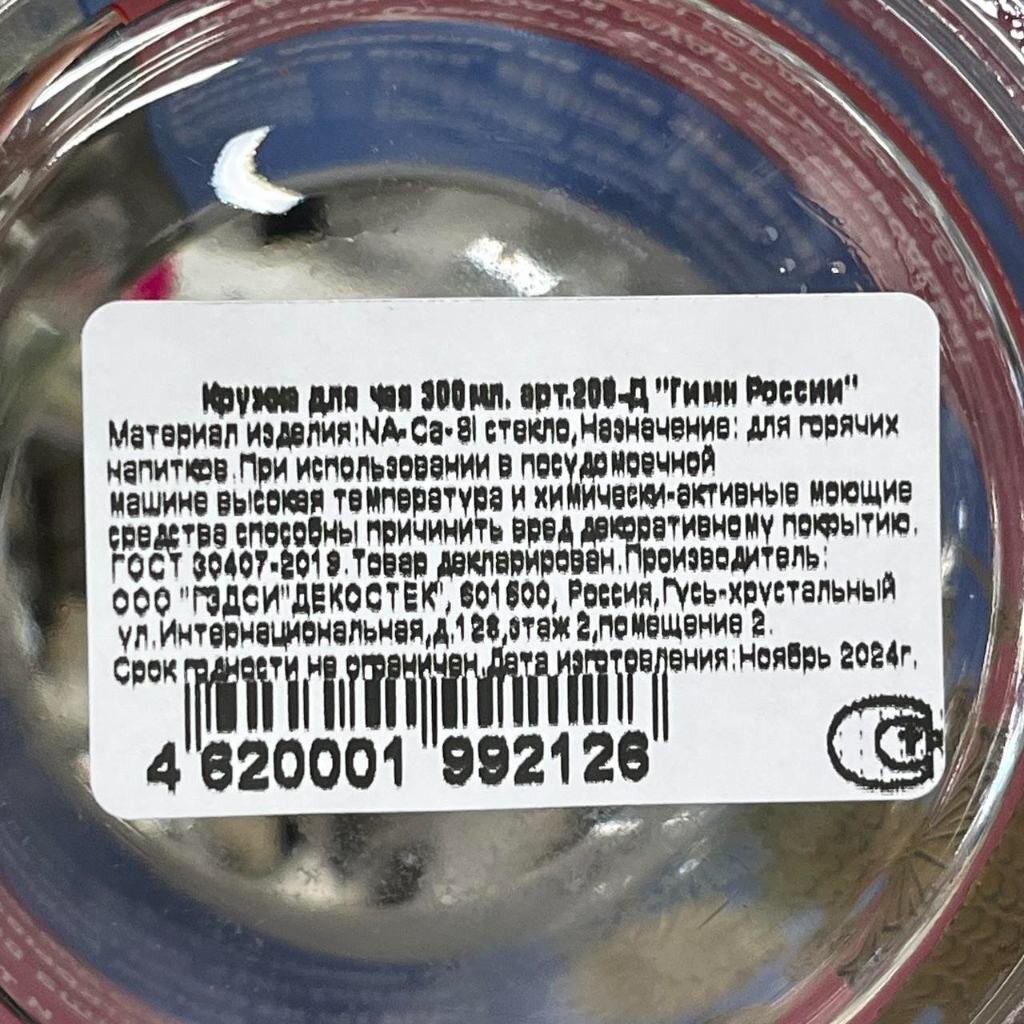 Кружка для чая 300мл. арт.200-Д "Гимн России"
Материал изделия:NA-Ca-Si стекло,Назначение: для горячих
напитков.При использовании в посудомоечной
машине высокая температура и химически-активные моющие
средства способны причинить вред декоративному покрытию.
ГОСТ 30407-2019.Товар декларирован.Производитель:
ООО "ГЭДСИ"ДЕКОСТЕК", 601500, Россия,Гусь-хрустальный
ул.Интернациональная,д.128,этаж 2,помещение 2.
Срок годности не ограничен.Дата изготовления:Ноябрь 2024г.
4 620001 992126